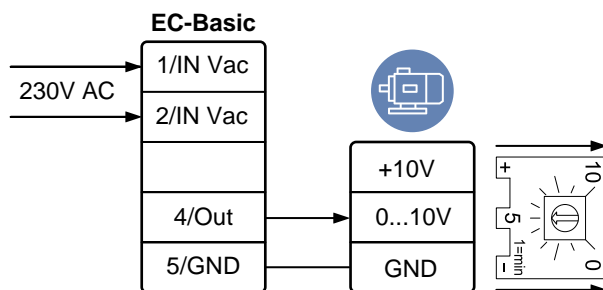 EC-Basic
230V AC
1/IN Vac
2/IN Vac
4/Out
5/GND
+10V
0...10V
GND
+ 10
5
1=min
- 0